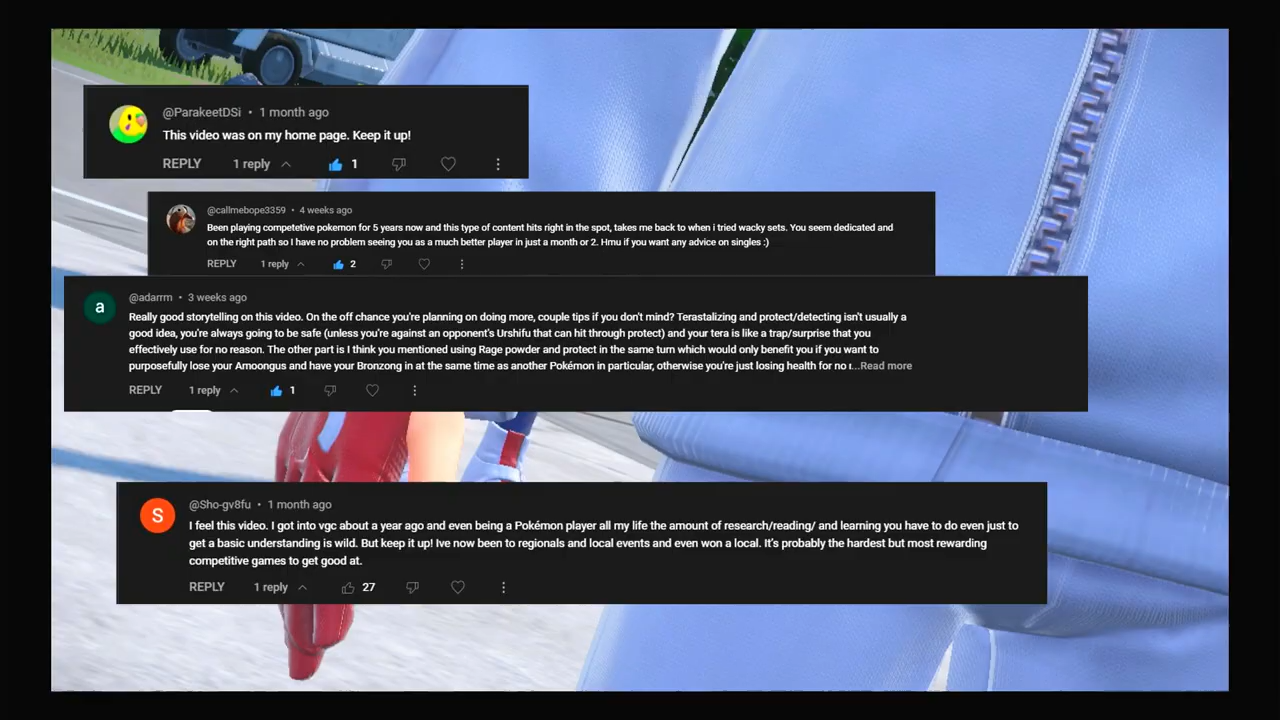 @ParakeetDSi • 1 month ago
This video was on my home page. Keep it up!
REPLY 1 reply 1
@callmebope3359 • 4 weeks ago
Been playing competetive pokemon for 5 years now and this type of content hits right in the spot, takes me back to when i tried wacky sets. You seem dedicated and
on the right path so I have no problem seeing you as a much better player in just a month or 2. Hmu if you want any advice on singles :)
REPLY 1 reply 2
a
@adarrm • 3 weeks ago
Really good storytelling on this video. On the off chance you're planning on doing more, couple tips if you don't mind? Terastalizing and protect/detecting isn't usually a
good idea, you're always going to be safe (unless you're against an opponent's Urshifu that can hit through protect) and your tera is like a trap/surprise that you
effectively use for no reason. The other part is I think you mentioned using Rage powder and protect in the same turn which would only benefit you if you want to
purposefully lose your Amoongus and have your Bronzong in at the same time as another Pokémon in particular, otherwise you're just losing health for no r...Read more
REPLY 1 reply 1
S
@Sho-gv8fu • 1 month ago
I feel this video. I got into vgc about a year ago and even being a Pokémon player all my life the amount of research/reading/ and learning you have to do even just to
get a basic understanding is wild. But keep it up! Ive now been to regionals and local events and even won a local. It's probably the hardest but most rewarding
competitive games to get good at.
REPLY 1 reply 27